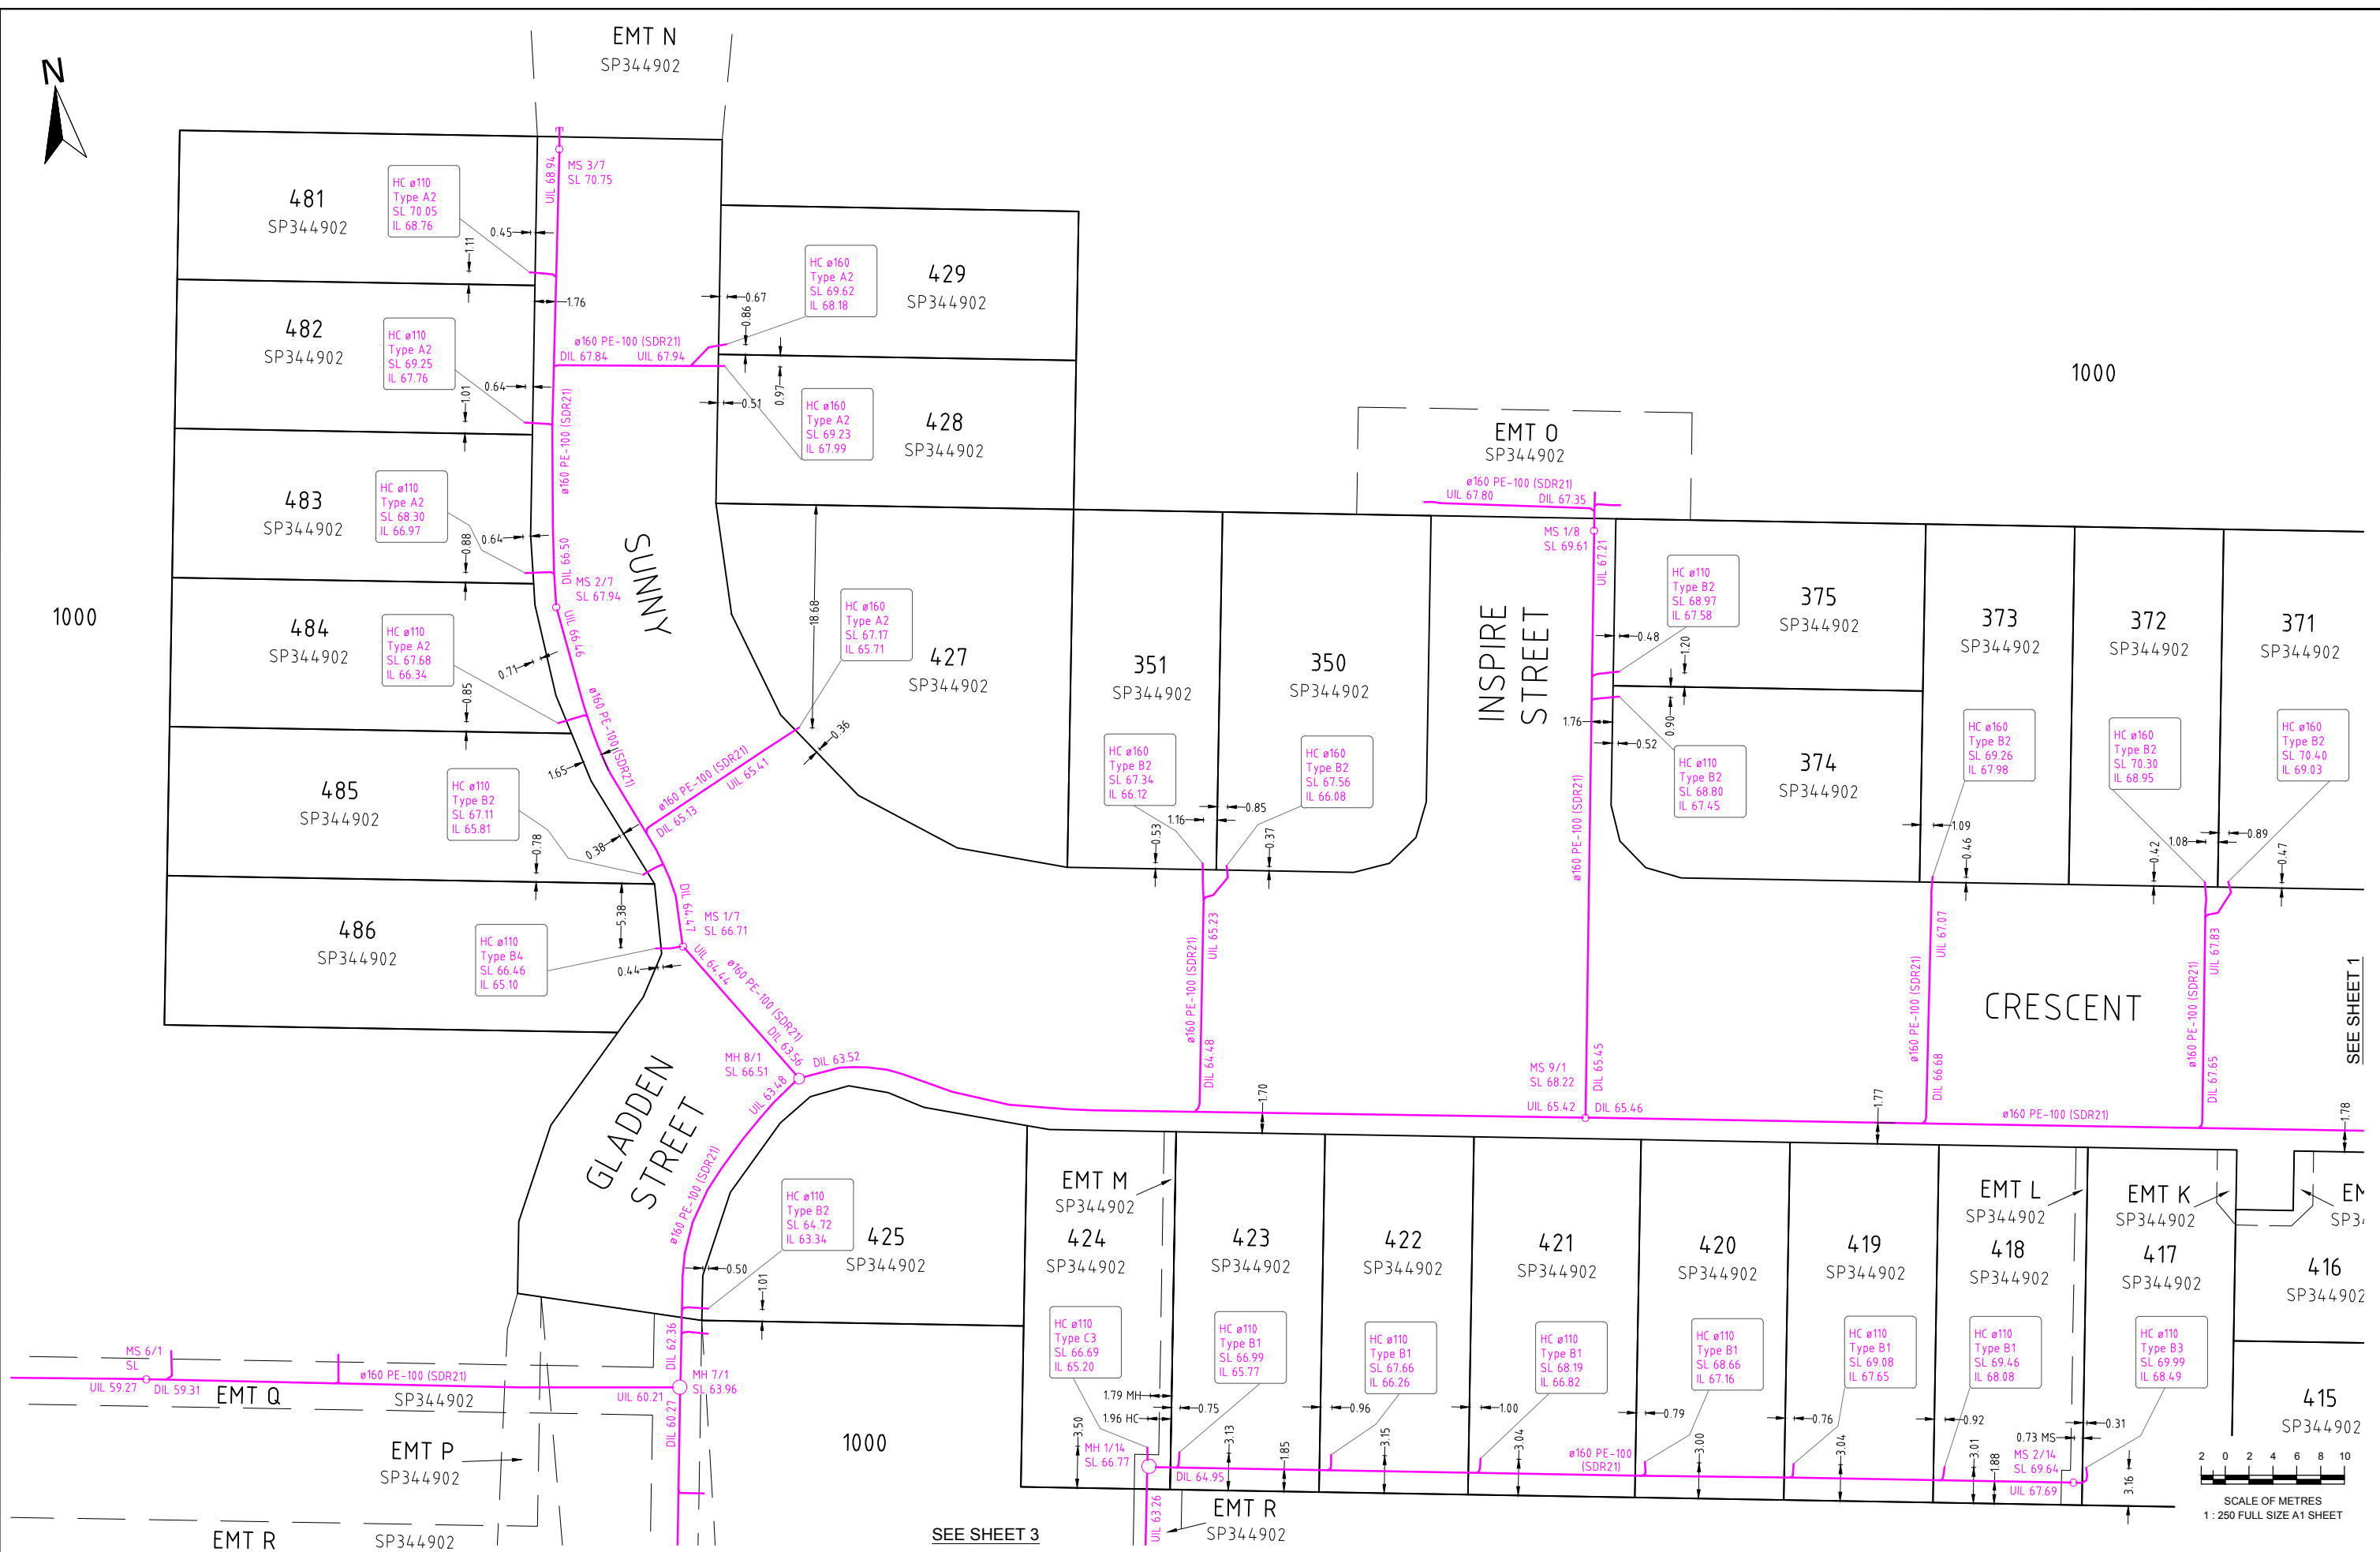 N
EMT N
SP344902
481
SP344902
HC ø110
Type A2
SL 70.05
IL 68.76
0.45
1.11
UIL 68.94
MS 3/7
SL 70.75
1.76
482
SP344902
HC ø110
Type A2
SL 69.25
IL 67.76
0.64
1.01
429
SP344902
HC ø160
Type A2
SL 69.62
IL 68.18
0.67
0.86
ø160 PE-100 (SDR21)
DIL 67.84
UIL 67.94
0.97
0.51
428
SP344902
HC ø160
Type A2
SL 69.23
IL 67.99
ø160 PE-100 (SDR21)
483
SP344902
HC ø110
Type A2
SL 68.30
IL 66.97
0.64
0.88
DIL 66.50
MS 2/7
SL 67.94
UIL 66.46
SUNNY
1000
484
SP344902
HC ø110
Type A2
SL 67.68
IL 66.34
0.71
0.85
ø160 PE-100 (SDR21)
1.65
18.68
HC ø160
Type A2
SL 67.17
IL 65.71
427
SP344902
0.36
ø160 PE-100 (SDR21)
UIL 65.41
DIL 65.13
485
SP344902
HC ø110
Type B2
SL 67.11
IL 65.81
0.38
0.78
486
SP344902
5.38
HC ø110
Type B4
SL 66.46
IL 65.10
0.44
DIL 64.47
MS 1/7
SL 66.71
UIL 64.44
ø160 PE-100 (SDR21)
DIL 63.56
MH 8/1
SL 66.51
DIL 63.52
UIL 63.48
GLADDEN
STREET
ø160 PE-100 (SDR21)
351
SP344902
HC ø160
Type B2
SL 67.34
IL 66.12
350
SP344902
HC ø160
Type B2
SL 67.56
IL 66.08
0.85
1.16
0.53
0.37
UIL 65.23
ø160 PE-100 (SDR21)
DIL 64.48
1.70
1000
EMT O
SP344902
ø160 PE-100 (SDR21)
UIL 67.80
DIL 67.35
MS 1/8
SL 69.61
UIL 67.21
INSPIRE
STREET
HC ø110
Type B2
SL 68.97
IL 67.58
375
SP344902
0.48
1.20
0.90
1.76
0.52
HC ø110
Type B2
SL 68.80
IL 67.45
374
SP344902
ø160 PE-100 (SDR21)
373
SP344902
HC ø160
Type B2
SL 69.26
IL 67.98
1.09
0.46
372
SP344902
HC ø160
Type B2
SL 70.30
IL 68.95
1.08
0.42
371
SP344902
HC ø160
Type B2
SL 70.40
IL 69.03
0.89
0.47
UIL 67.07
ø160 PE-100 (SDR21)
DIL 66.68
UIL 67.83
ø160 PE-100 (SDR21)
DIL 67.65
CRESCENT
SEE SHEET 1
MS 9/1
SL 68.22
DIL 65.45
UIL 65.42
DIL 65.46
1.77
ø160 PE-100 (SDR21)
1.78
HC ø110
Type B2
SL 64.72
IL 63.34
425
SP344902
0.50
1.01
DIL 62.36
MS 6/1
SL
UIL 59.27
DIL 59.31
ø160 PE-100 (SDR21)
EMT Q
SP344902
UIL 60.21
MH 7/1
SL 63.96
DIL 60.27
EMT P
SP344902
EMT R
SP344902
1000
SEE SHEET 3
EMT M
SP344902
424
SP344902
HC ø110
Type C3
SL 66.69
IL 65.20
1.79 MH
1.96 HC
3.50
MH 1/14
SL 66.77
UIL 63.26
DIL 64.95
EMT R
SP344902
423
SP344902
HC ø110
Type B1
SL 66.99
IL 65.77
0.75
3.13
1.85
422
SP344902
HC ø110
Type B1
SL 67.66
IL 66.26
0.96
3.15
421
SP344902
HC ø110
Type B1
SL 68.19
IL 66.82
1.00
3.04
ø160 PE-100
(SDR21)
420
SP344902
HC ø110
Type B1
SL 68.66
IL 67.16
0.79
3.00
419
SP344902
HC ø110
Type B1
SL 69.08
IL 67.65
0.76
3.04
EMT L
SP344902
418
SP344902
HC ø110
Type B1
SL 69.46
IL 68.08
0.92
3.01
1.88
EMT K
SP344902
417
SP344902
HC ø110
Type B3
SL 69.99
IL 68.49
0.31
0.73 MS
MS 2/14
SL 69.64
UIL 67.69
3.16
416
SP344902
415
SP344902
2 0 2 4 6 8 10
SCALE OF METRES
1 : 250 FULL SIZE A1 SHEET